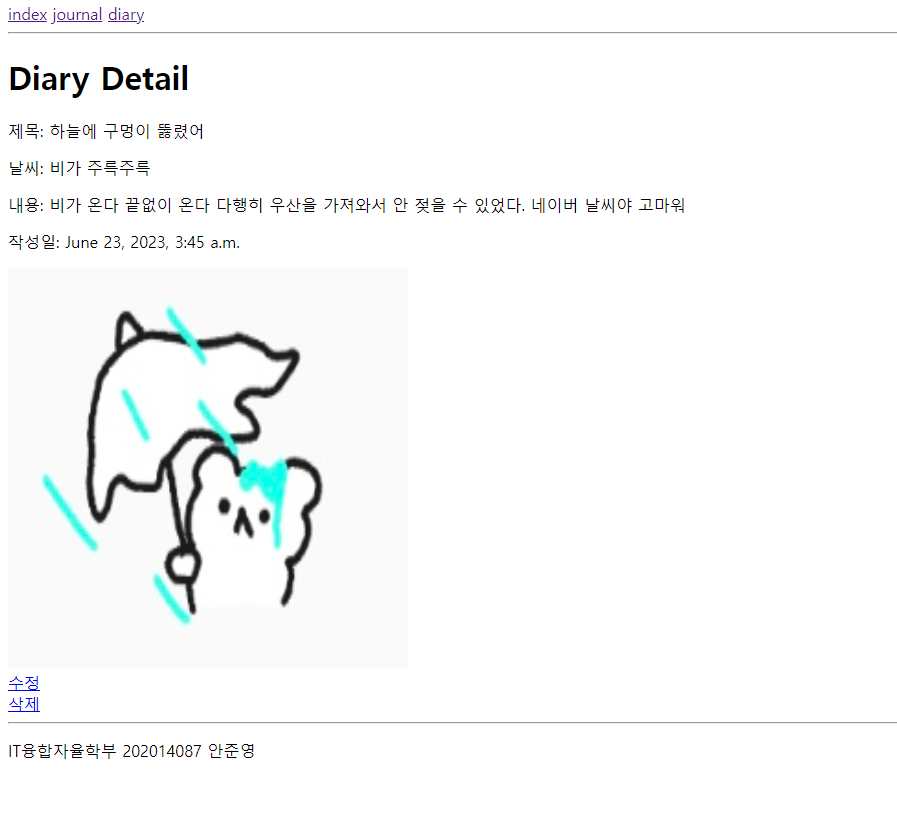 index journal diary
Diary Detail
제목: 하늘에 구멍이 뚫렸어
날씨: 비가 주륵주륵
내용: 비가 온다 끝없이 온다 다행히 우산을 가져와서 안 젖을 수 있었다. 네이버 날씨야 고마워
작성일: June 23, 2023, 3:45 a.m.
수정
삭제
IT융합자율학부 202014087 안준영